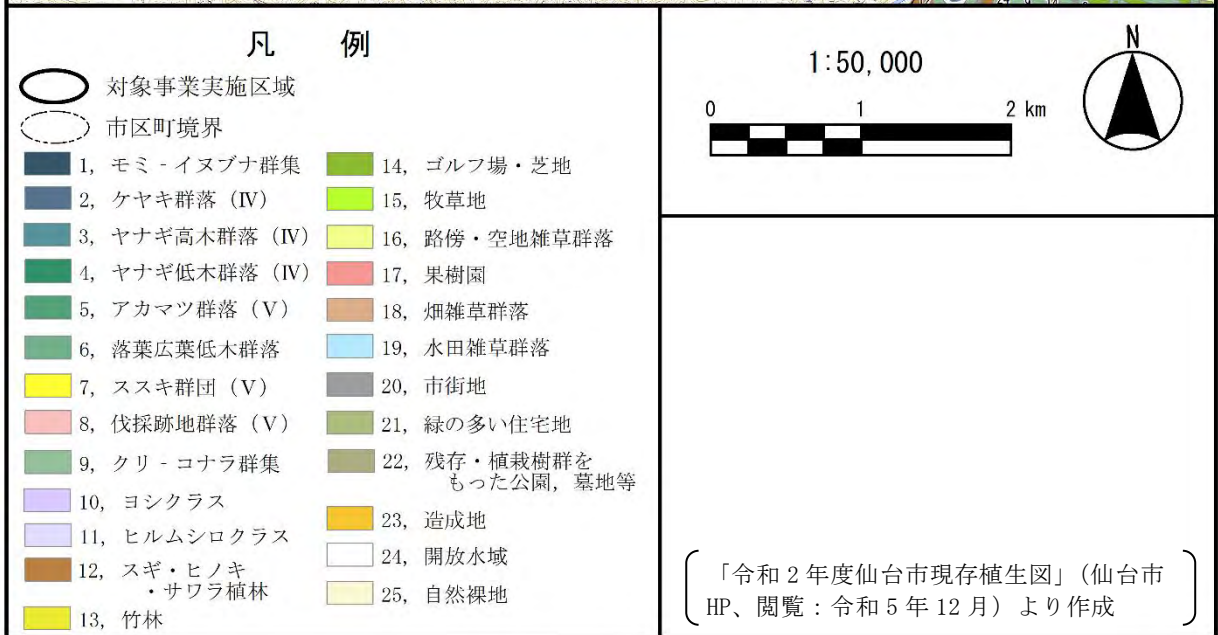 凡 例
対象事業実施区域
市区町境界
1, モミ‐イヌブナ群集
2, ケヤキ群落（Ⅳ）
3, ヤナギ高木群落（Ⅳ）
4, ヤナギ低木群落（Ⅳ）
5, アカマツ群落（Ⅴ）
6, 落葉広葉低木群落
7, ススキ群団（Ⅴ）
8, 伐採跡地群落（Ⅴ）
9, クリ‐コナラ群集
10, ヨシクラス
11, ヒルムシロクラス
12, スギ・ヒノキ
・サワラ植林
13, 竹林
14, ゴルフ場・芝地
15, 牧草地
16, 路傍・空地雑草群落
17, 果樹園
18, 畑雑草群落
19, 水田雑草群落
20, 市街地
21, 緑の多い住宅地
22, 残存・植栽樹群を
もった公園，墓地等
23, 造成地
24, 開放水域
25, 自然裸地
1:50,000
0 1 2 km
N
「令和２年度仙台市現存植生図」（仙台市
HP、閲覧：令和５年12月）より作成